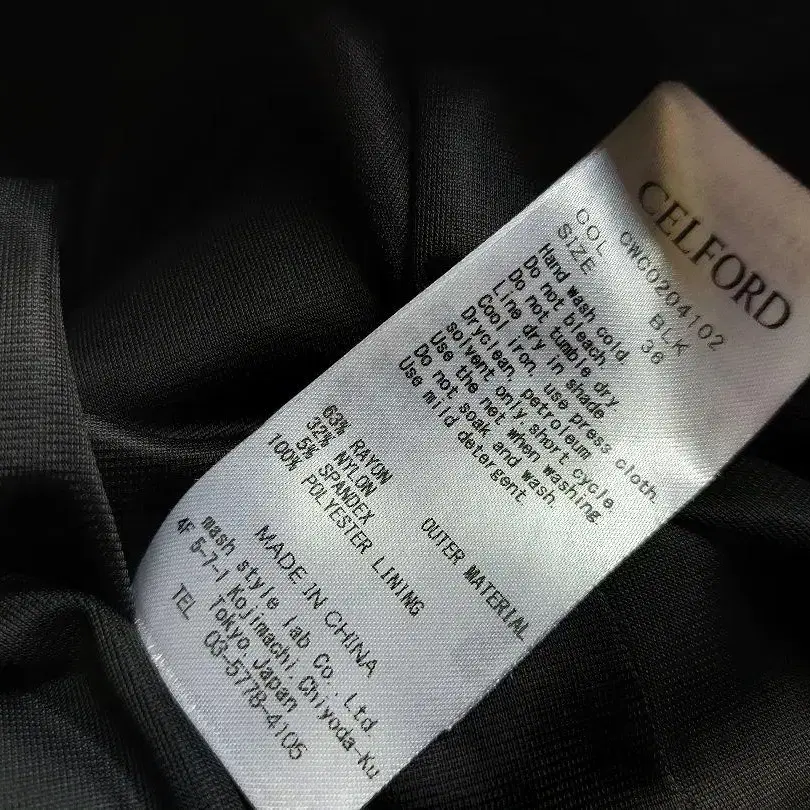 CELFORD
CWCO204102
COL BLK
SIZE 36
Hand wash cold
Do not bleach.
Do not tumble dry.
Line dry in shade
Cool iron, use press cloth.
Dryclean, petroleum
solvent only short cycle
Use the net when washing
Do not soak and wash.
Use mild detergent.
63% RAYON
32% NYLON
5% SPANDEX OUTER MATERIAL
100% POLYESTER LINING
MADE IN CHINA
mash style lab Co., Ltd
4F 5-7-1 Kojimachi, Chiyoda-Ku
Tokyo, Japan
TEL 03-5778-4105